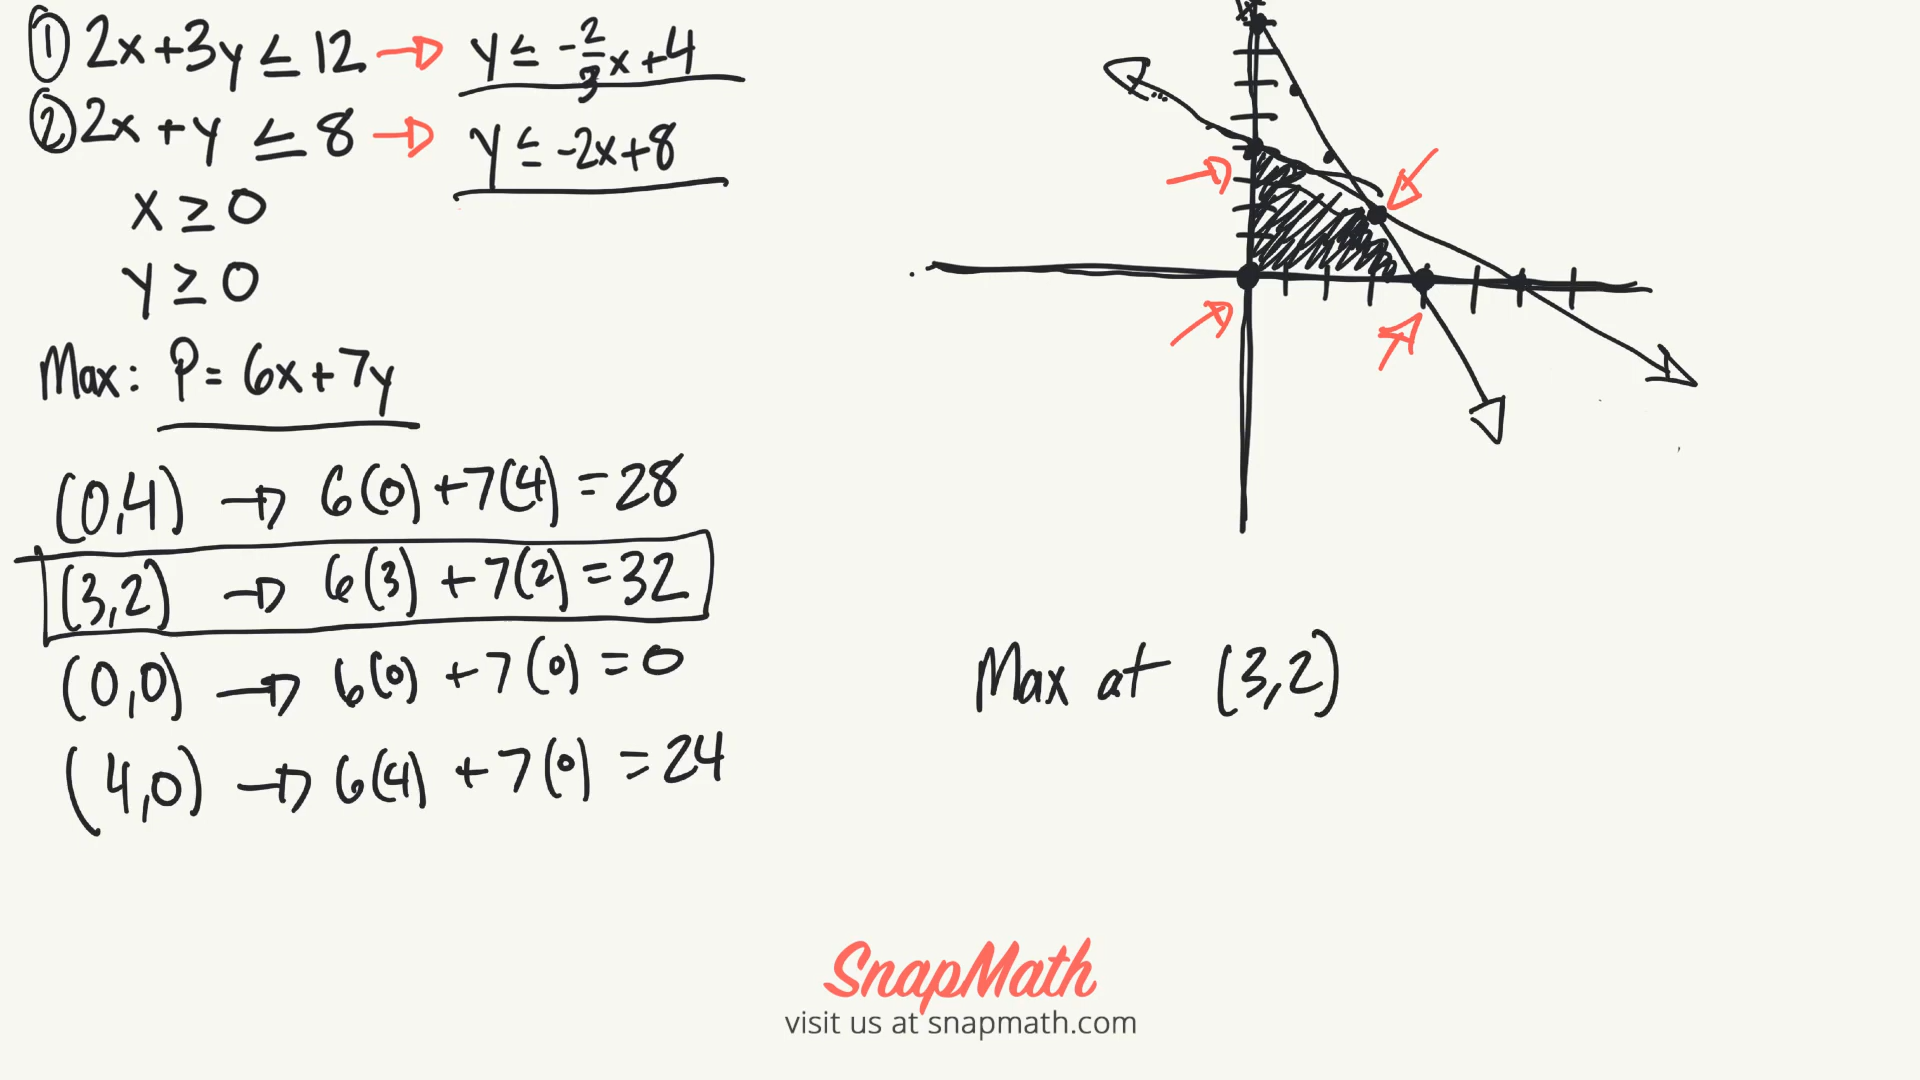 ① 2x+3y ≤ 12 → y ≤ -2/3x+4
② 2x+y ≤ 8 → y ≤ -2x+8
x ≥ 0
y ≥ 0
Max: P= 6x+7y
(0,4) → 6(0)+7(4)=28
(3,2) → 6(3)+7(2)=32
(0,0) → 6(0)+7(0)=0
(4,0) → 6(4)+7(0)=24
Max at (3,2)
SnapMath
visit us at snapmath.com